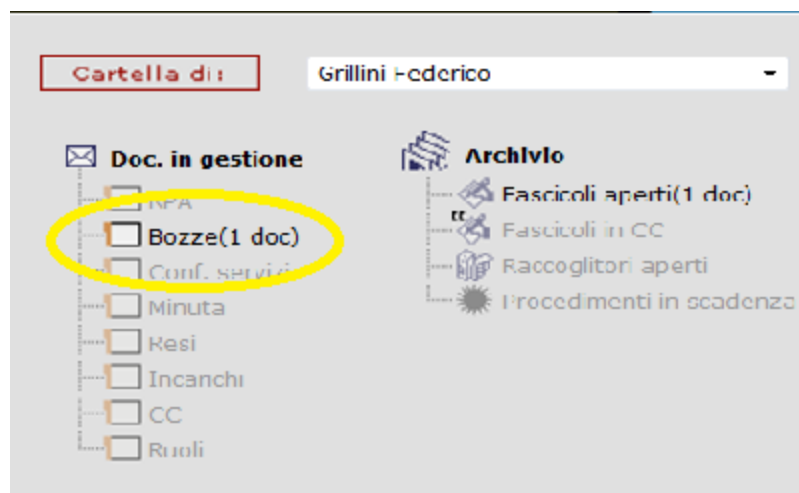 Cartella di:
Grillini Federico
Doc. in gestione
RPA
Bozze(1 doc)
Conf. servizi
Minuta
Resi
Incarichi
CC
Ruoli
Archivio
Fascicoli aperti(1 doc)
Fascicoli in CC
Raccoglitori aperti
Procedimenti in scadenza